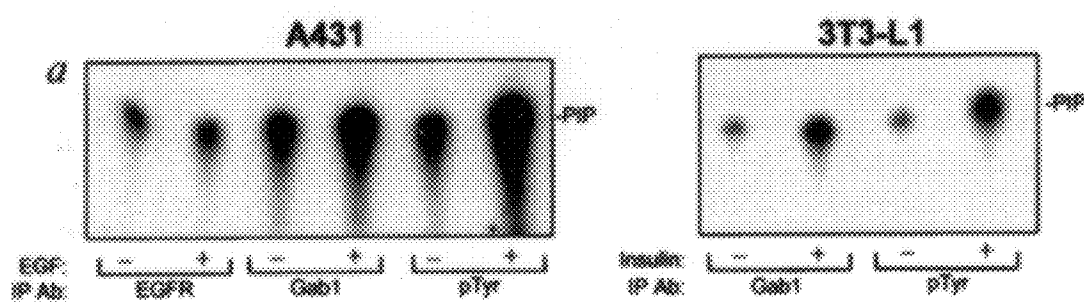 A431 3T3-L1
a
-PIP -PIP
EGF: − + − + − + Insulin: − + − +
IP Ab: EGFR Gab1 pTyr IP Ab: Gab1 pTyr